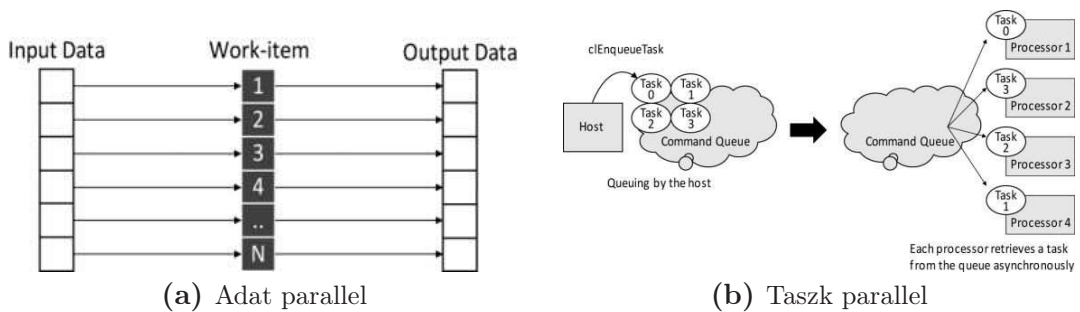 Input Data
Work-item
Output Data
1
2
3
4
..
N
(a) Adat parallel
clEnqueueTask
Host
Task 0
Task 1
Task 2
Task 3
Command Queue
Queuing by the host
Command Queue
Task 0
Processor 1
Task 3
Processor 2
Task 2
Processor 3
Task 1
Processor 4
Each processor retrieves a task
from the queue asynchronously
(b) Taszk parallel